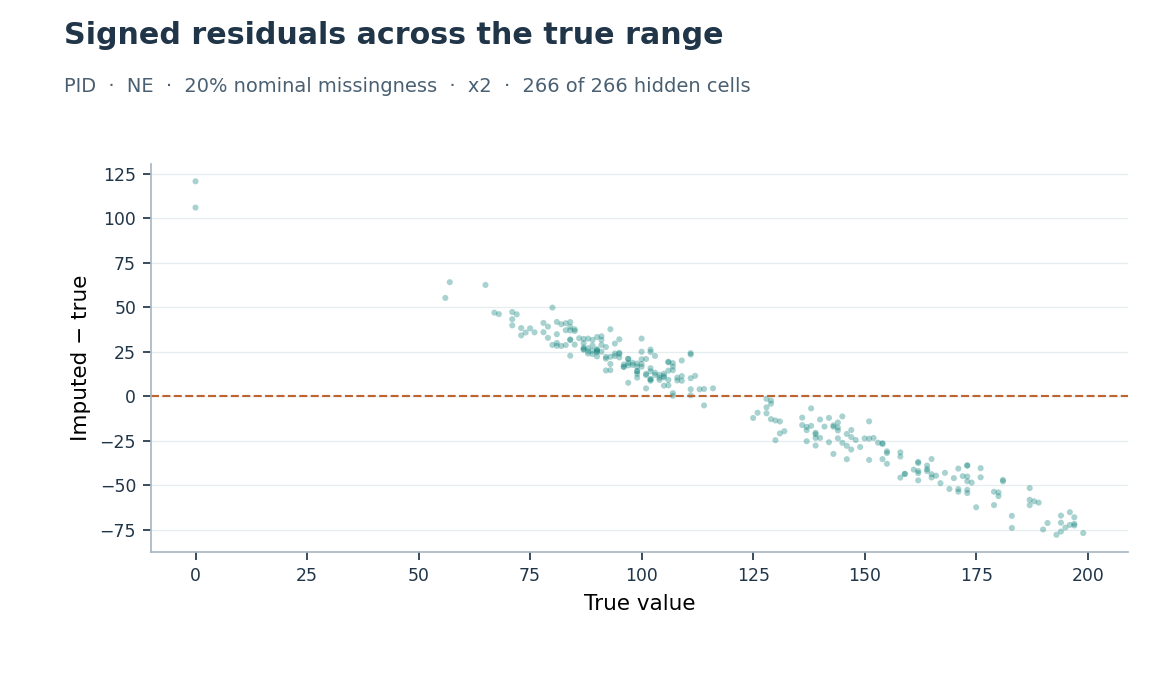 Signed residuals across the true range
PID · NE · 20% nominal missingness · x2 · 266 of 266 hidden cells
125
100
75
50
25
0
−25
−50
−75
Imputed − true
0 25 50 75 100 125 150 175 200
True value